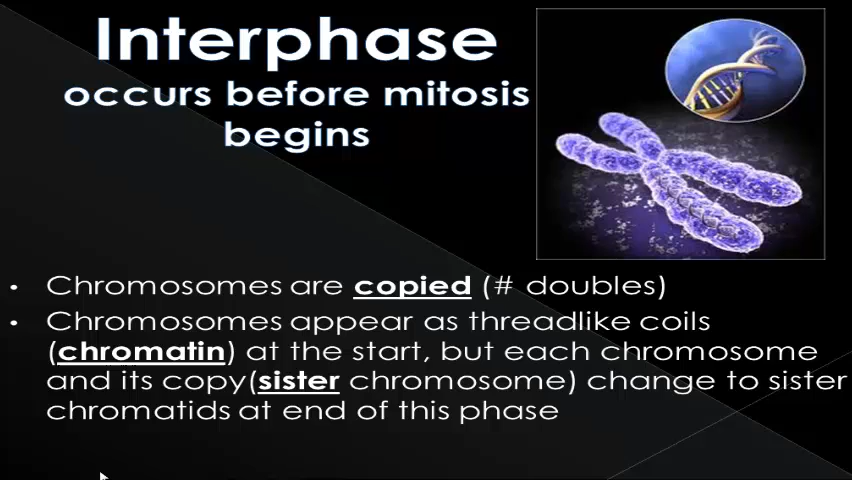 Interphase
occurs before mitosis
begins
• Chromosomes are copied (# doubles)
• Chromosomes appear as threadlike coils
(chromatin) at the start, but each chromosome
and its copy(sister chromosome) change to sister
chromatids at end of this phase